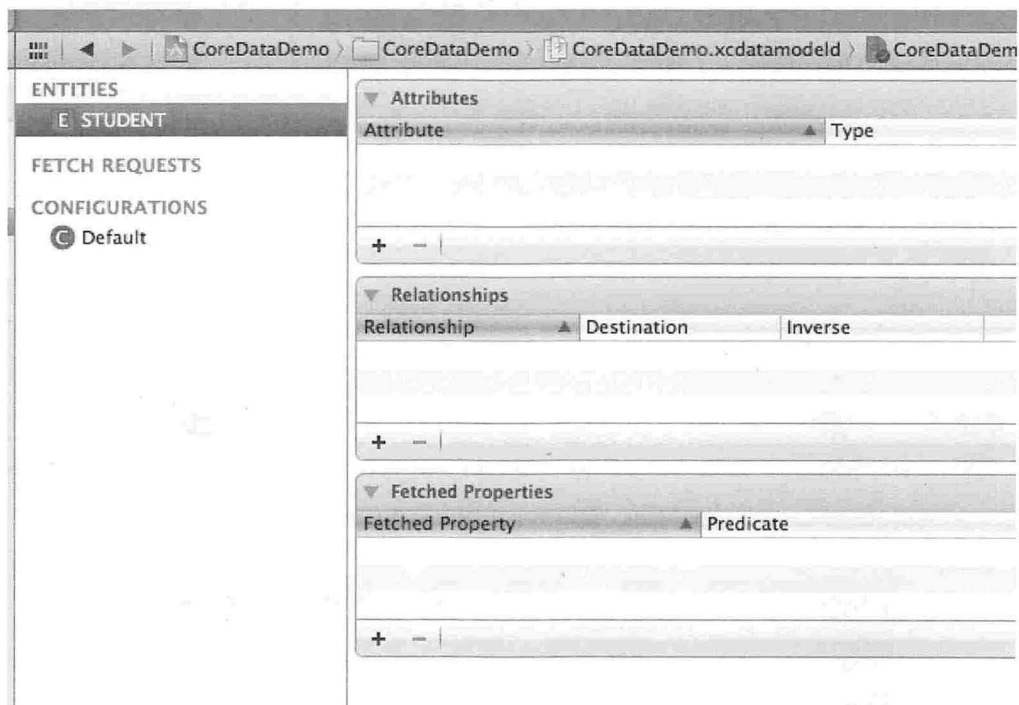 CoreDataDemo CoreDataDemo CoreDataDemo.xcdatamodeld CoreDataDem
ENTITIES
E STUDENT
FETCH REQUESTS
CONFIGURATIONS
C Default
Attributes
Attribute Type
+ −
Relationships
Relationship Destination Inverse
+ −
Fetched Properties
Fetched Property Predicate
+ −